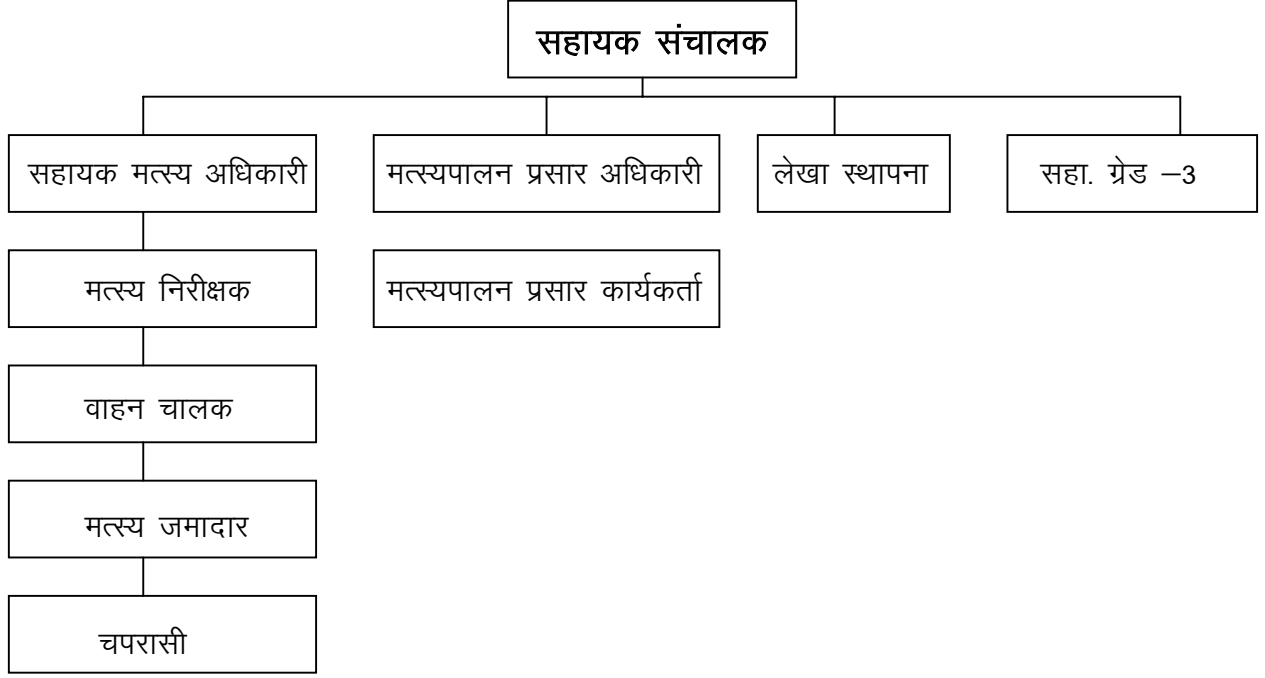 सहायक संचालक
सहायक मत्स्य अधिकारी
मत्स्यपालन प्रसार अधिकारी
लेखा स्थापना
सहा. ग्रेड –3
मत्स्य निरीक्षक
मत्स्यपालन प्रसार कार्यकर्ता
वाहन चालक
मत्स्य जमादार
चपरासी